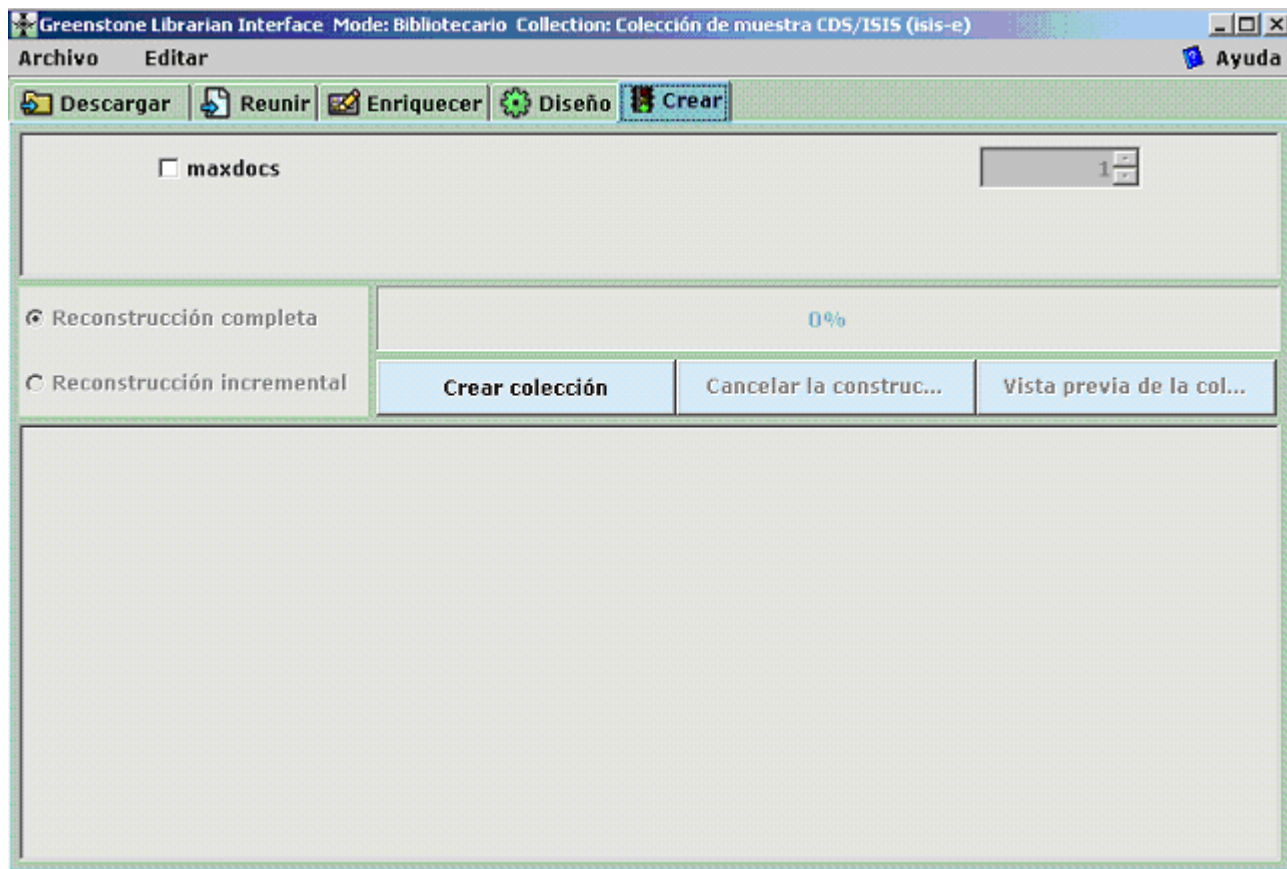 Greenstone Librarian Interface Mode: Bibliotecario Collection: Colección de muestra CDS/ISIS (isis-e)
Archivo Editar Ayuda
Descargar Reunir Enriquecer Diseño Crear
maxdocs 1
Reconstrucción completa 0%
Reconstrucción incremental Crear colección Cancelar la construc... Vista previa de la col...